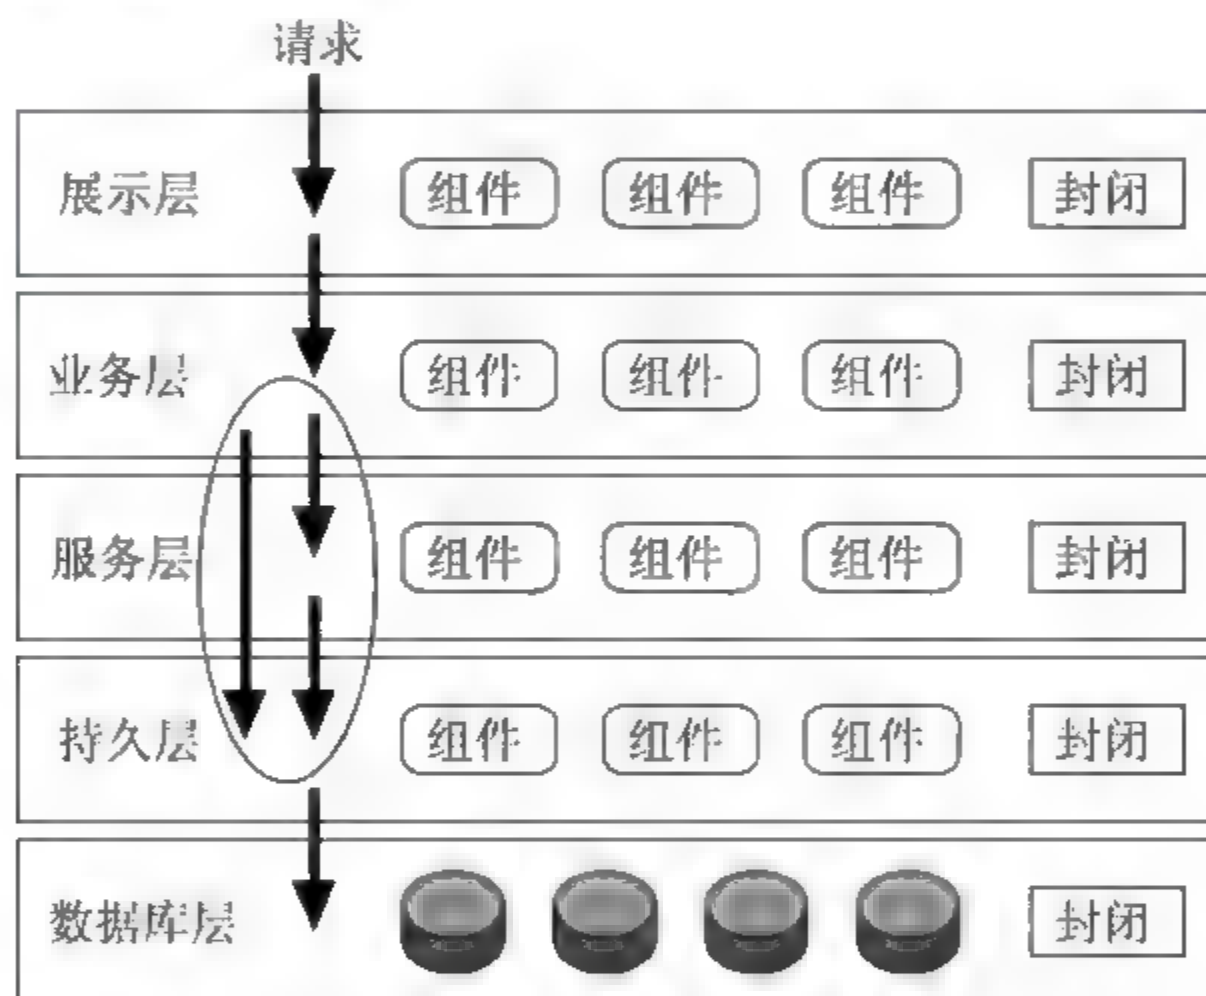 请求
展示层 组件 组件 组件 封闭
业务层 组件 组件 组件 封闭
服务层 组件 组件 组件 封闭
持久层 组件 组件 组件 封闭
数据库层 封闭